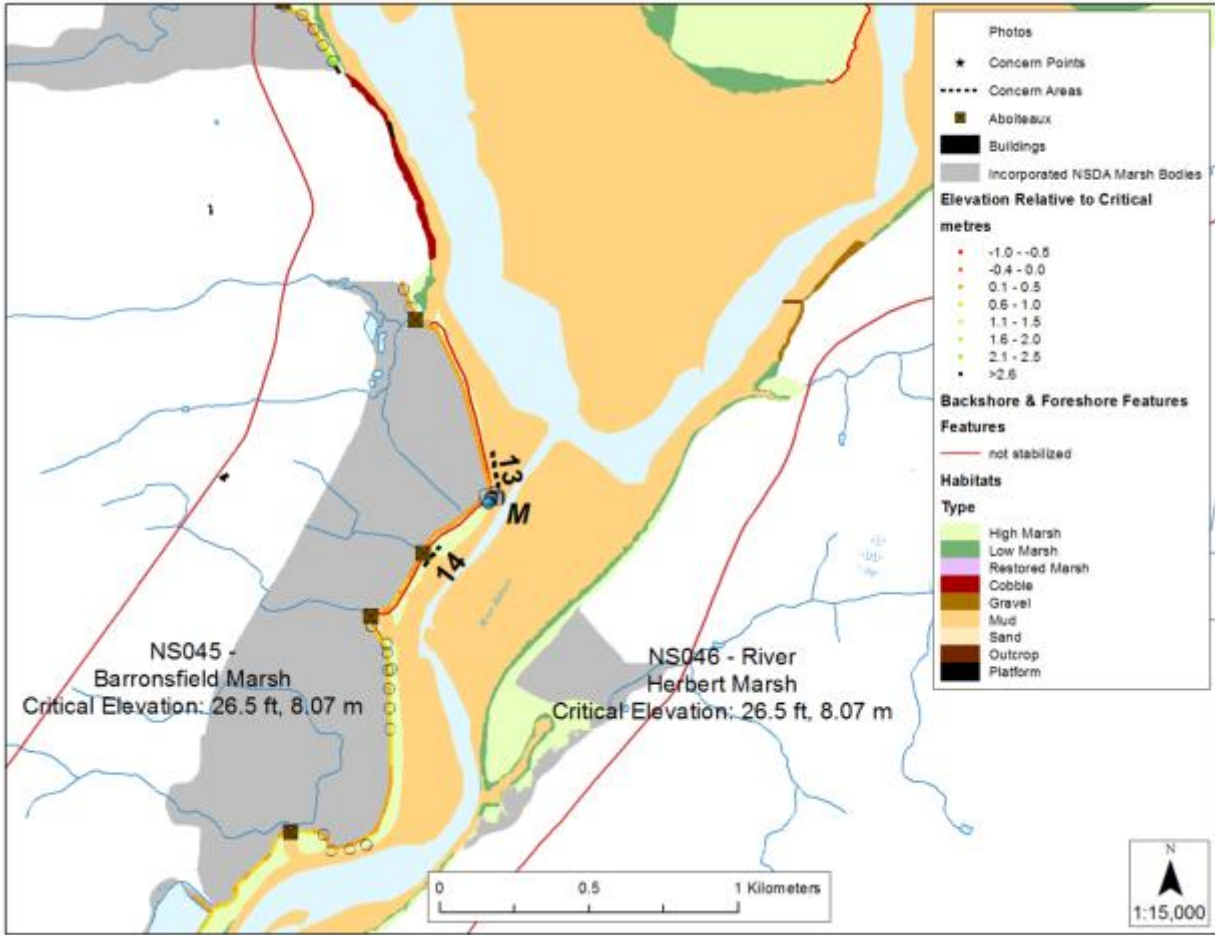 Photos
Concern Points
Concern Areas
Aboiteaux
Buildings
Incorporated NSDA Marsh Bodies
Elevation Relative to Critical
metres
-1.0 - -0.5
-0.4 - 0.0
0.1 - 0.5
0.6 - 1.0
1.1 - 1.5
1.6 - 2.0
2.1 - 2.5
>2.6
Backshore & Foreshore Features
Features
not stabilized
Habitats
Type
High Marsh
Low Marsh
Restored Marsh
Cobble
Gravel
Mud
Sand
Outcrop
Platform
13
M
14
River Hebert
NS045 -
Barronsfield Marsh
Critical Elevation: 26.5 ft, 8.07 m
NS046 - River
Herbert Marsh
Critical Elevation: 26.5 ft, 8.07 m
0 0.5 1 Kilometers
N
1:15,000